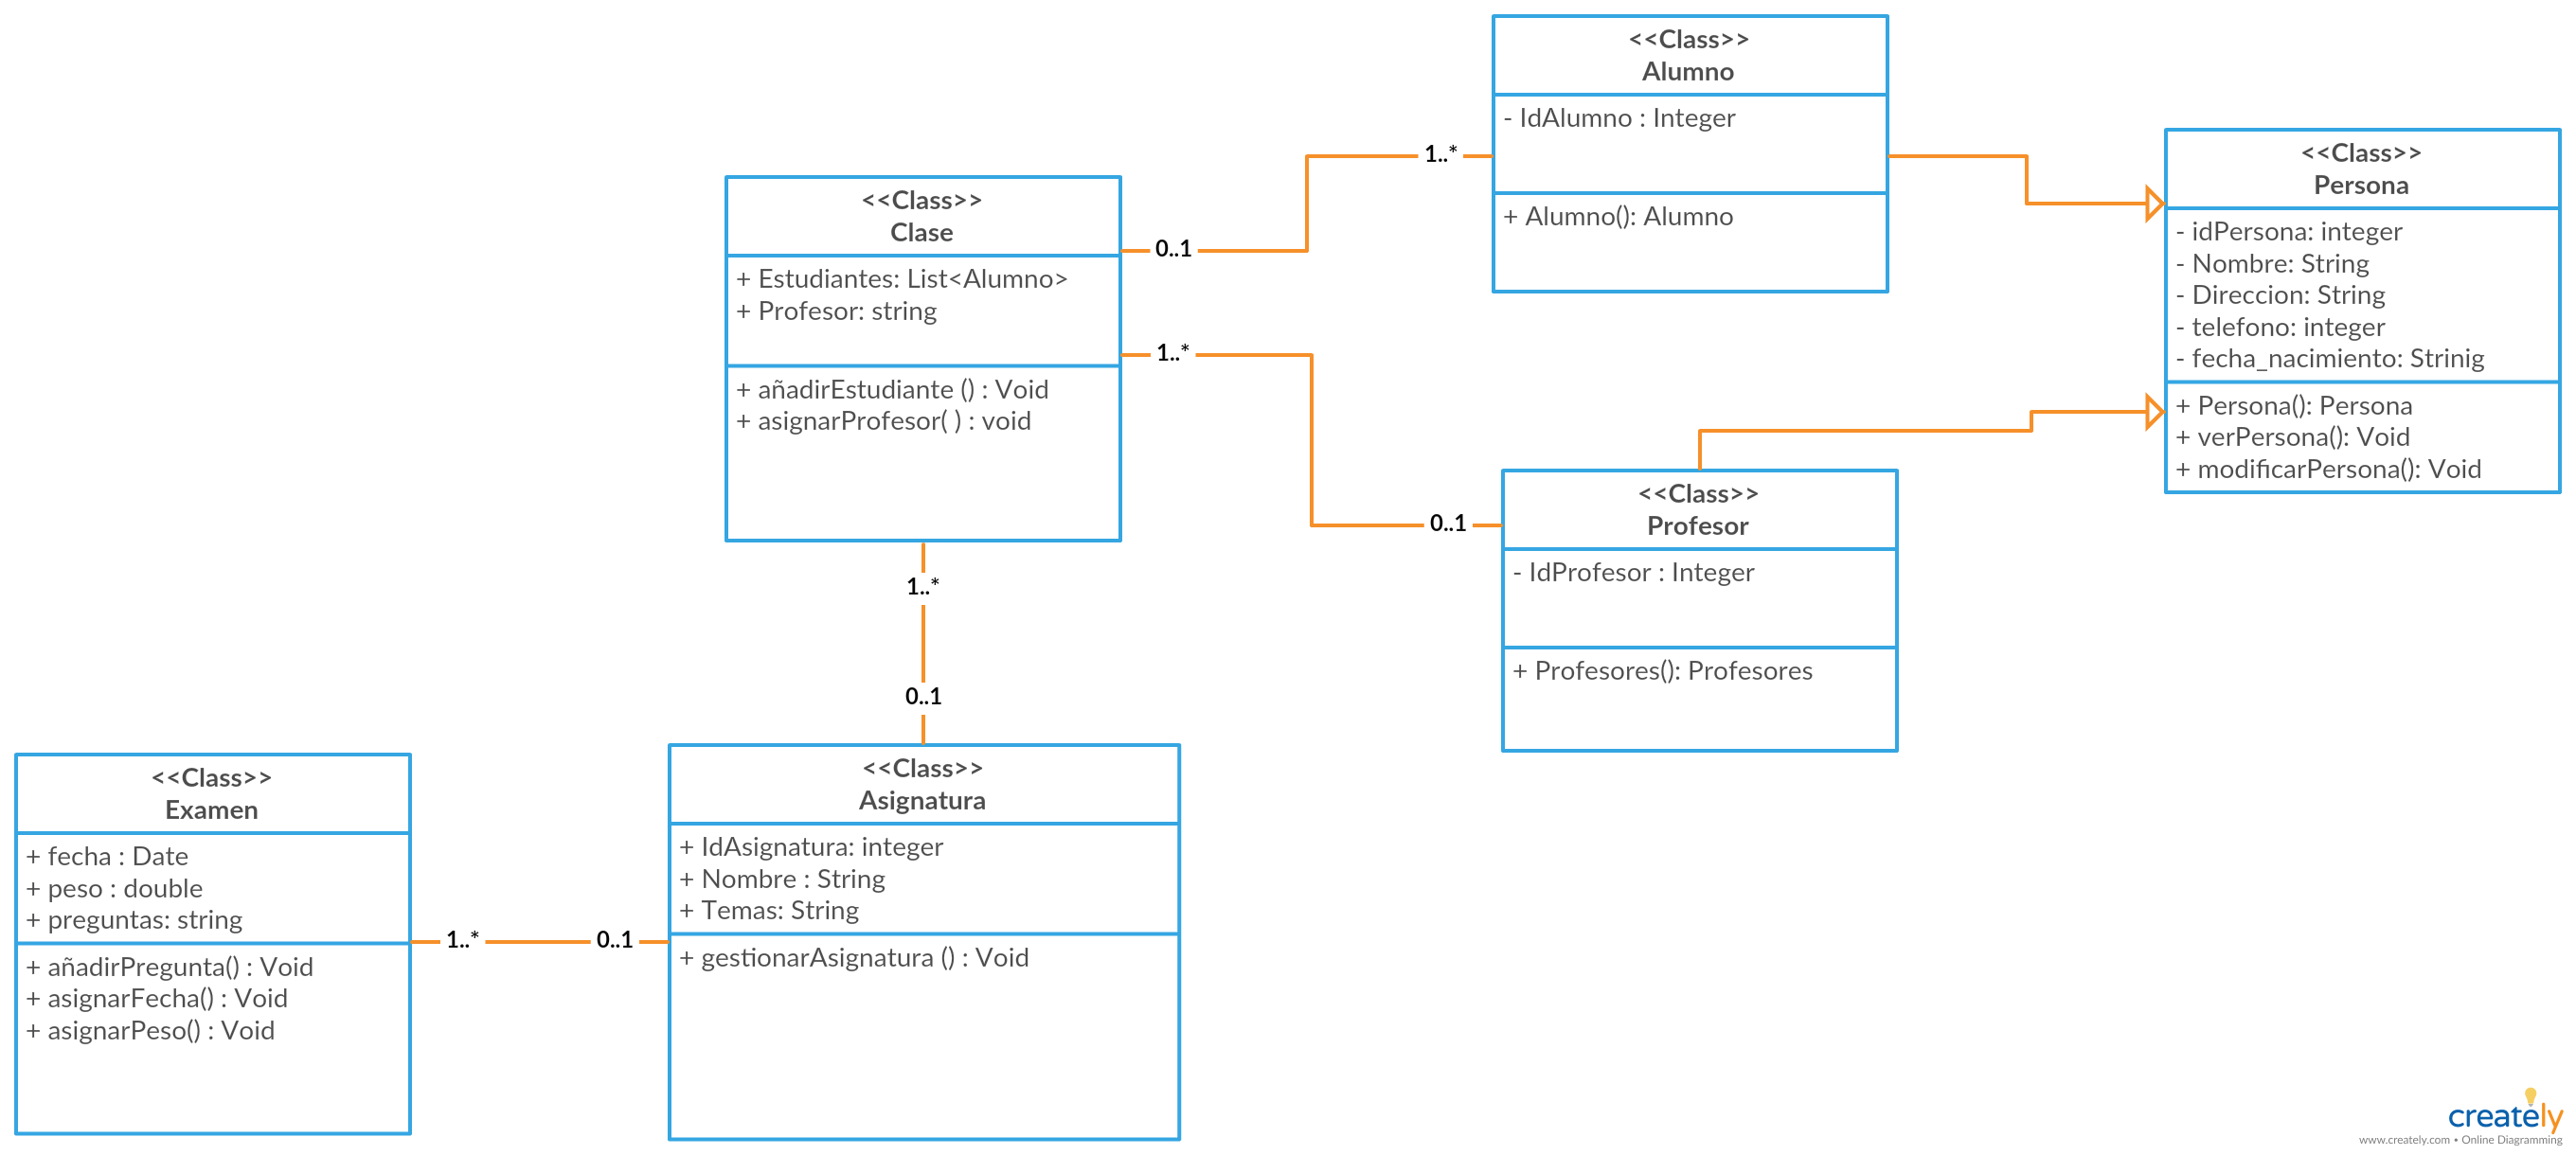 <<Class>>
Alumno
- IdAlumno : Integer
+ Alumno(): Alumno
1..*
0..1
<<Class>>
Persona
- idPersona: integer
- Nombre: String
- Direccion: String
- telefono: integer
- fecha_nacimiento: Strinig
+ Persona(): Persona
+ verPersona(): Void
+ modificarPersona(): Void
<<Class>>
Clase
+ Estudiantes: List<Alumno>
+ Profesor: string
+ añadirEstudiante () : Void
+ asignarProfesor( ) : void
1..*
0..1
<<Class>>
Profesor
- IdProfesor : Integer
+ Profesores(): Profesores
1..*
0..1
<<Class>>
Examen
+ fecha : Date
+ peso : double
+ preguntas: string
+ añadirPregunta() : Void
+ asignarFecha() : Void
+ asignarPeso() : Void
1..*
0..1
<<Class>>
Asignatura
+ IdAsignatura: integer
+ Nombre : String
+ Temas: String
+ gestionarAsignatura () : Void
creately
www.creately.com • Online Diagramming